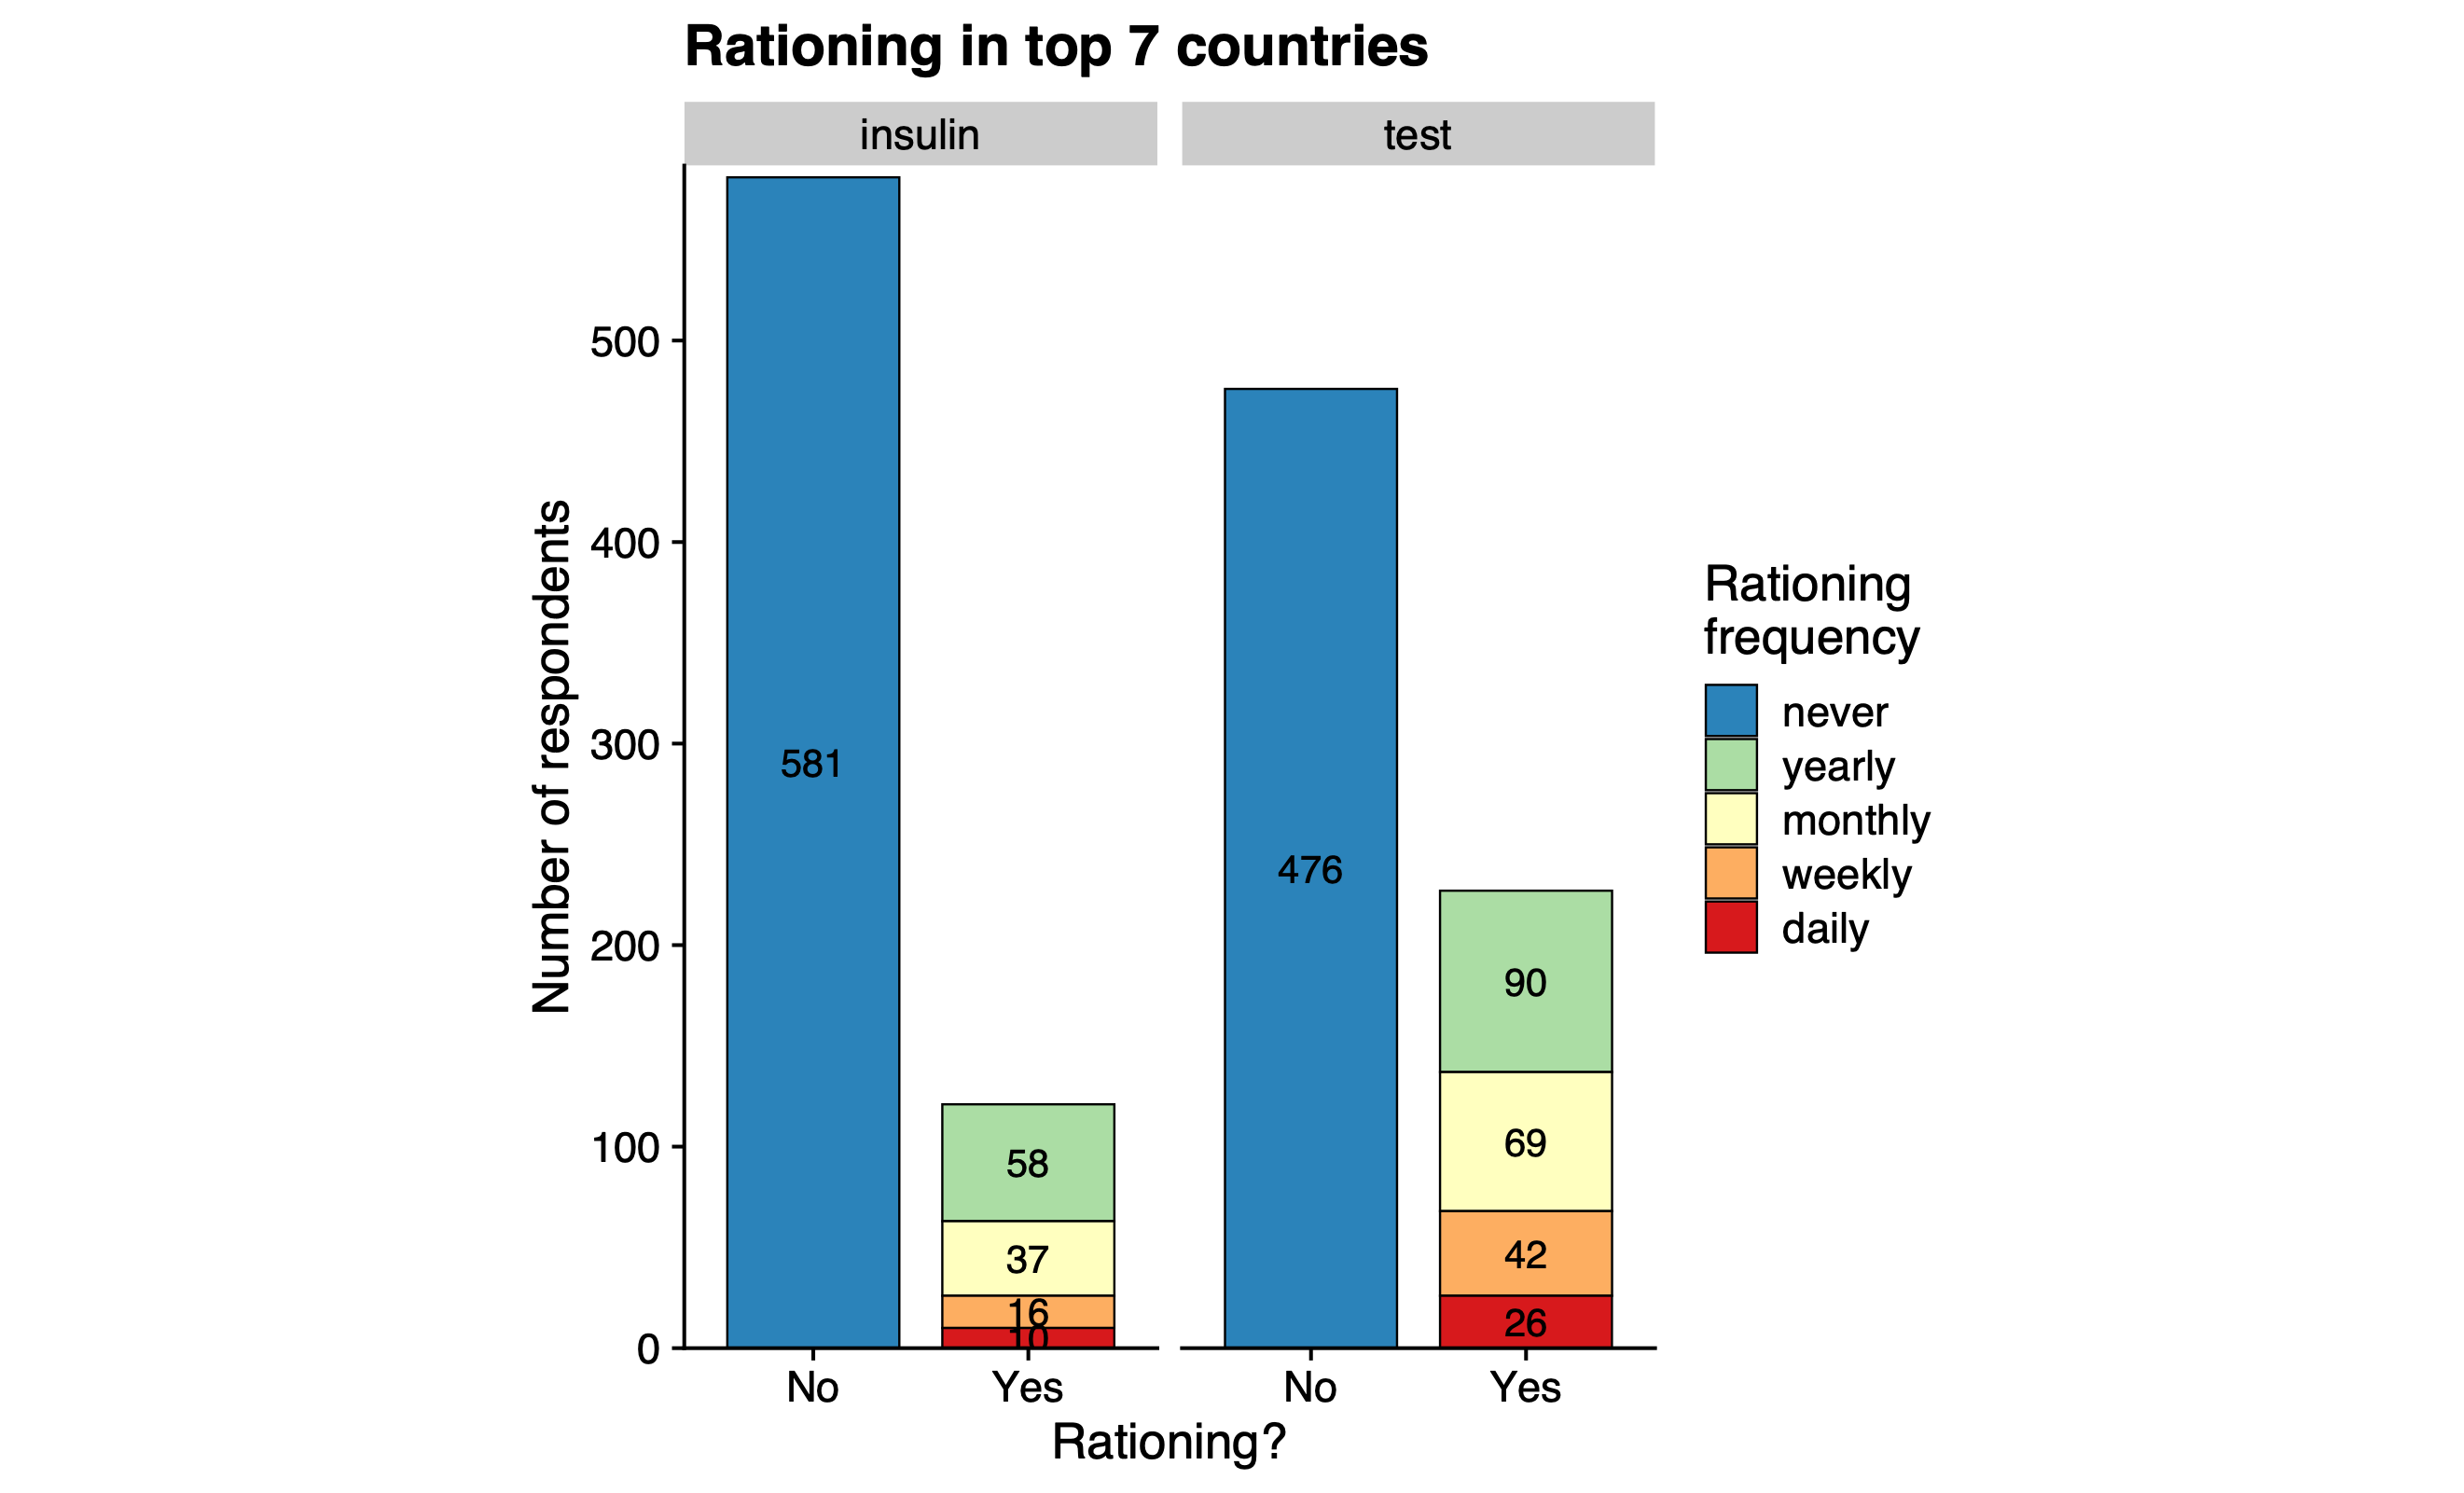 Rationing in top 7 countries
insulin
test
Number of respondents
500
400
300
200
100
0
581
58
37
16
10
476
90
69
42
26
No
Yes
No
Yes
Rationing?
Rationing
frequency
never
yearly
monthly
weekly
daily